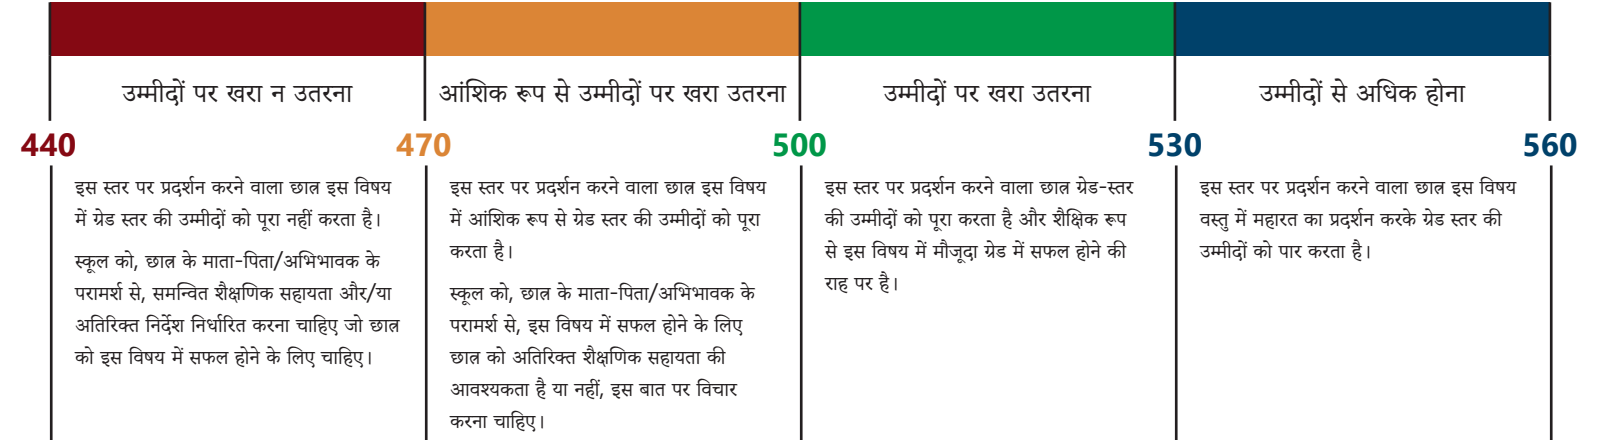 उम्मीदों पर खरा न उतरना
आंशिक रूप से उम्मीदों पर खरा उतरना
उम्मीदों पर खरा उतरना
उम्मीदों से अधिक होना
440
470
500
530
560
इस स्तर पर प्रदर्शन करने वाला छात्र इस विषय
में ग्रेड स्तर की उम्मीदों को पूरा नहीं करता है।
स्कूल को, छात्र के माता-पिता/अभिभावक के
परामर्श से, समन्वित शैक्षणिक सहायता और/या
अतिरिक्त निर्देश निर्धारित करना चाहिए जो छात्र
को इस विषय में सफल होने के लिए चाहिए।
इस स्तर पर प्रदर्शन करने वाला छात्र इस विषय
में आंशिक रूप से ग्रेड स्तर की उम्मीदों को पूरा
करता है।
स्कूल को, छात्र के माता-पिता/अभिभावक के
परामर्श से, इस विषय में सफल होने के लिए
छात्र को अतिरिक्त शैक्षणिक सहायता की
आवश्यकता है या नहीं, इस बात पर विचार
करना चाहिए।
इस स्तर पर प्रदर्शन करने वाला छात्र ग्रेड-स्तर
की उम्मीदों को पूरा करता है और शैक्षिक रूप
से इस विषय में मौजूदा ग्रेड में सफल होने की
राह पर है।
इस स्तर पर प्रदर्शन करने वाला छात्र इस विषय
वस्तु में महारत का प्रदर्शन करके ग्रेड स्तर की
उम्मीदों को पार करता है।